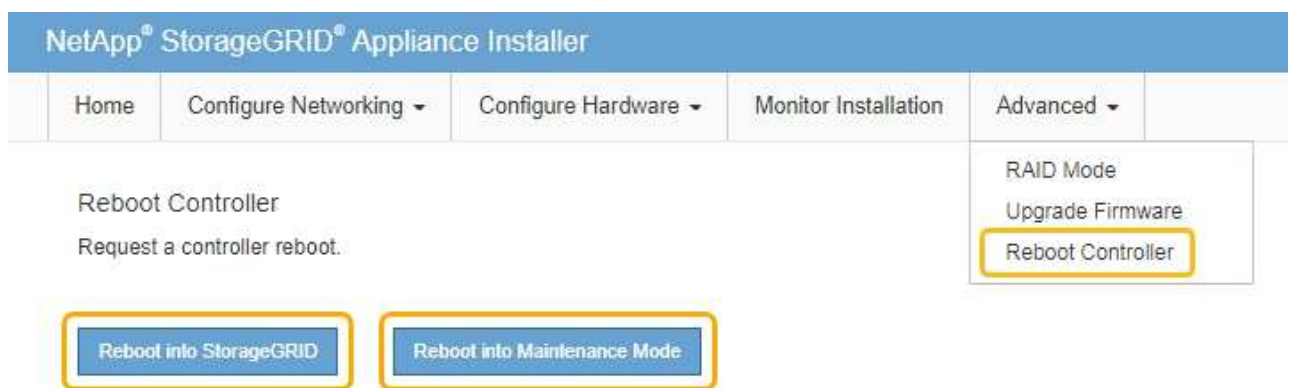 NetApp® StorageGRID® Appliance Installer
Home Configure Networking Configure Hardware Monitor Installation Advanced
RAID Mode
Upgrade Firmware
Reboot Controller
Reboot Controller
Request a controller reboot.
Reboot into StorageGRID Reboot into Maintenance Mode